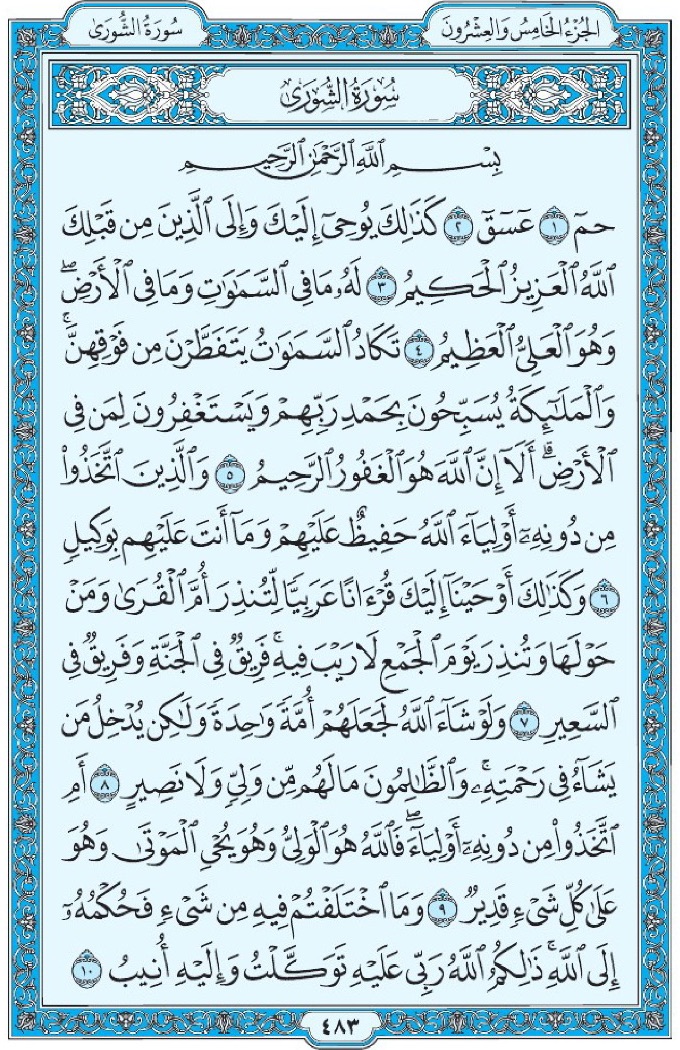 الجُزْءُ الخَامِسُ وَالعِشْرُونَ
سُورَةُ الشُّورَى
سُورَةُ الشُّورَى
بِسْمِ ٱللَّهِ ٱلرَّحْمَٰنِ ٱلرَّحِيمِ
حمٓ ١ عٓسٓقٓ ٢ كَذَٰلِكَ يُوحِيٓ إِلَيْكَ وَإِلَى ٱلَّذِينَ مِن قَبْلِكَ
ٱللَّهُ ٱلْعَزِيزُ ٱلْحَكِيمُ ٣ لَهُۥ مَا فِي ٱلسَّمَٰوَٰتِ وَمَا فِي ٱلْأَرْضِۖ
وَهُوَ ٱلْعَلِيُّ ٱلْعَظِيمُ ٤ تَكَادُ ٱلسَّمَٰوَٰتُ يَتَفَطَّرْنَ مِن فَوْقِهِنَّۚ
وَٱلْمَلَٰٓئِكَةُ يُسَبِّحُونَ بِحَمْدِ رَبِّهِمْ وَيَسْتَغْفِرُونَ لِمَن فِي
ٱلْأَرْضِۗ أَلَآ إِنَّ ٱللَّهَ هُوَ ٱلْغَفُورُ ٱلرَّحِيمُ ٥ وَٱلَّذِينَ ٱتَّخَذُوا۟
مِن دُونِهِۦٓ أَوْلِيَآءَ ٱللَّهُ حَفِيظٌ عَلَيْهِمْ وَمَآ أَنتَ عَلَيْهِم بِوَكِيلٍ
٦ وَكَذَٰلِكَ أَوْحَيْنَآ إِلَيْكَ قُرْءَانًا عَرَبِيًّا لِّتُنذِرَ أُمَّ ٱلْقُرَىٰ وَمَنْ
حَوْلَهَا وَتُنذِرَ يَوْمَ ٱلْجَمْعِ لَا رَيْبَ فِيهِۚ فَرِيقٌ فِي ٱلْجَنَّةِ وَفَرِيقٌ فِي
ٱلسَّعِيرِ ٧ وَلَوْ شَآءَ ٱللَّهُ لَجَعَلَهُمْ أُمَّةً وَٰحِدَةً وَلَٰكِن يُدْخِلُ مَن
يَشَآءُ فِي رَحْمَتِهِۦۚ وَٱلظَّٰلِمُونَ مَا لَهُم مِّن وَلِيٍّ وَلَا نَصِيرٍ ٨ أَمِ
ٱتَّخَذُوا۟ مِن دُونِهِۦٓ أَوْلِيَآءَۖ فَٱللَّهُ هُوَ ٱلْوَلِيُّ وَهُوَ يُحْيِ ٱلْمَوْتَىٰ وَهُوَ
عَلَىٰ كُلِّ شَيْءٍ قَدِيرٌ ٩ وَمَا ٱخْتَلَفْتُمْ فِيهِ مِن شَيْءٍ فَحُكْمُهُۥٓ
إِلَى ٱللَّهِۚ ذَٰلِكُمُ ٱللَّهُ رَبِّي عَلَيْهِ تَوَكَّلْتُ وَإِلَيْهِ أُنِيبُ ١٠
٤٨٣